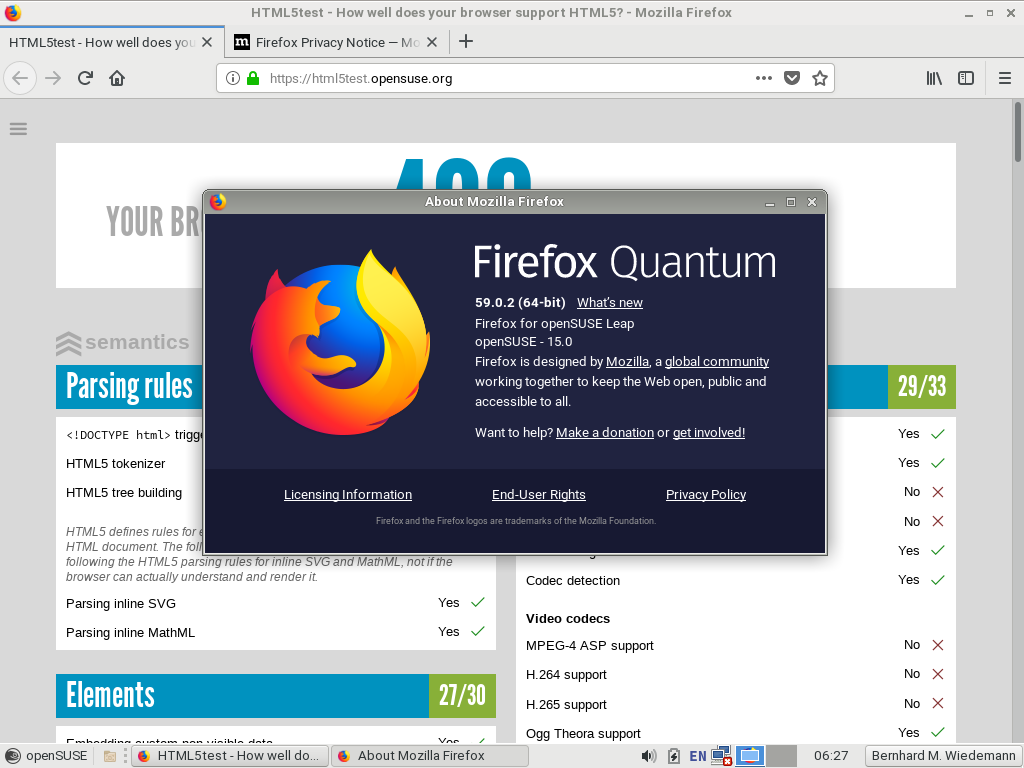 HTML5test - How well does your browser support HTML5? - Mozilla Firefox
HTML5test - How well does you
Firefox Privacy Notice — Mo
https://html5test.opensuse.org
YOUR
About Mozilla Firefox
Firefox Quantum
59.0.2 (64-bit) What's new
Firefox for openSUSE Leap
openSUSE - 15.0
Firefox is designed by Mozilla, a global community
working together to keep the Web open, public and
accessible to all.
Want to help? Make a donation or get involved!
Licensing Information End-User Rights Privacy Policy
Firefox and the Firefox logos are trademarks of the Mozilla Foundation.
semantics
Parsing rules
<!DOCTYPE html>
HTML5 tokenizer
HTML5 tree building
HTML5 defines rules for
HTML document. The
following the HTML5 parsing rules for inline SVG and MathML, not if the
browser can actually understand and render it.
Parsing inline SVG Yes
Parsing inline MathML Yes
Elements 27/30
29/33
Yes
Yes
No
No
Yes
Codec detection Yes
Video codecs
MPEG-4 ASP support No
H.264 support No
H.265 support No
Ogg Theora support Yes
openSUSE
HTML5test - How well do...
About Mozilla Firefox
EN
06:27
Bernhard M. Wiedemann